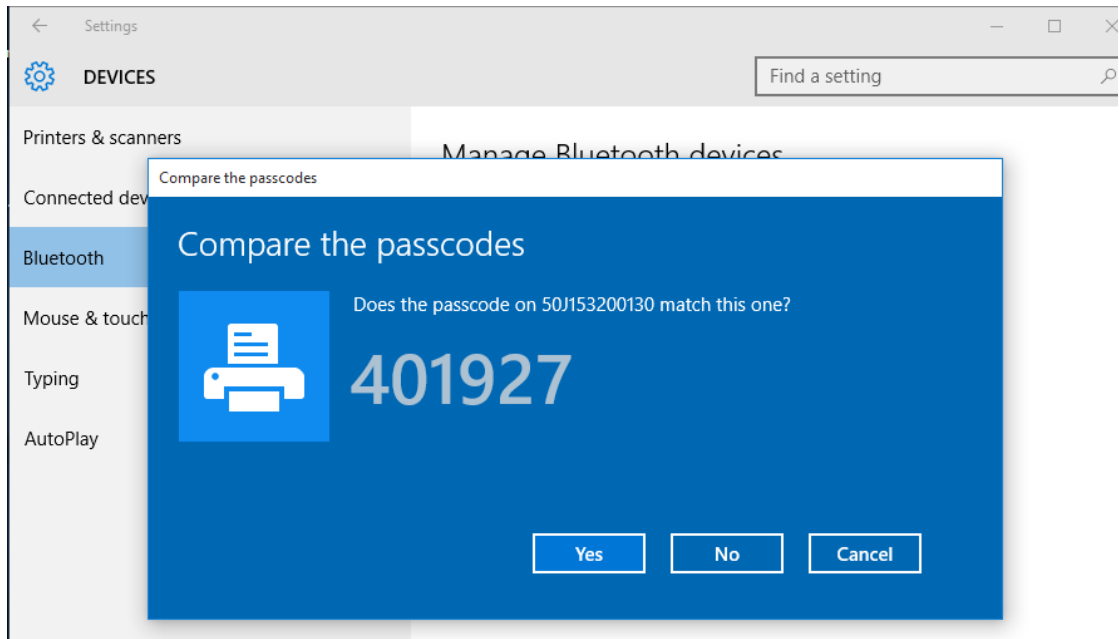 Settings
DEVICES
Find a setting
Printers & scanners
Manage Bluetooth devices
Compare the passcodes
Connected dev
Compare the passcodes
Bluetooth
Does the passcode on 50J153200130 match this one?
Mouse & touch
401927
Typing
AutoPlay
Yes
No
Cancel